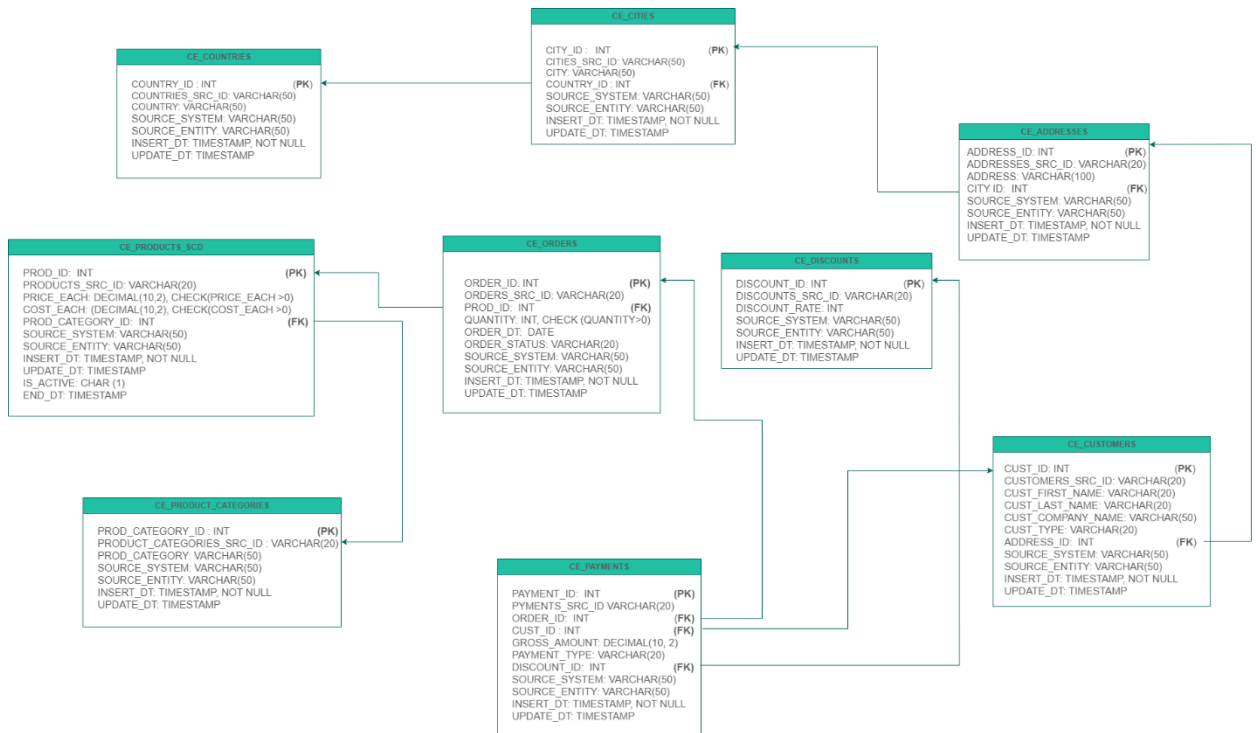 CE_CITIES
CITY_ID : INT (PK)
CITIES_SRC_ID: VARCHAR(50)
CITY: VARCHAR(50)
COUNTRY_ID : INT (FK)
SOURCE_SYSTEM: VARCHAR(50)
SOURCE_ENTITY: VARCHAR(50)
INSERT_DT: TIMESTAMP, NOT NULL
UPDATE_DT: TIMESTAMP
CE_COUNTRIES
COUNTRY_ID : INT (PK)
COUNTRIES_SRC_ID: VARCHAR(50)
COUNTRY: VARCHAR(50)
SOURCE_SYSTEM: VARCHAR(50)
SOURCE_ENTITY: VARCHAR(50)
INSERT_DT: TIMESTAMP, NOT NULL
UPDATE_DT: TIMESTAMP
CE_ADDRESSES
ADDRESS_ID: INT (PK)
ADDRESSES_SRC_ID: VARCHAR(20)
ADDRESS: VARCHAR(100)
CITY ID: INT (FK)
SOURCE_SYSTEM: VARCHAR(50)
SOURCE_ENTITY: VARCHAR(50)
INSERT_DT: TIMESTAMP, NOT NULL
UPDATE_DT: TIMESTAMP
CE_PRODUCTS_SCD
PROD_ID: INT (PK)
PRODUCTS_SRC_ID: VARCHAR(20)
PRICE_EACH: DECIMAL(10,2), CHECK(PRICE_EACH >0)
COST_EACH: (DECIMAL(10,2), CHECK(COST_EACH >0)
PROD_CATEGORY_ID: INT (FK)
SOURCE_SYSTEM: VARCHAR(50)
SOURCE_ENTITY: VARCHAR(50)
INSERT_DT: TIMESTAMP, NOT NULL
UPDATE_DT: TIMESTAMP
IS_ACTIVE: CHAR (1)
END_DT: TIMESTAMP
CE_ORDERS
ORDER_ID: INT (PK)
ORDERS_SRC_ID: VARCHAR(20)
PROD_ID: INT (FK)
QUANTITY: INT, CHECK (QUANTITY>0)
ORDER_DT: DATE
ORDER_STATUS: VARCHAR(20)
SOURCE_SYSTEM: VARCHAR(50)
SOURCE_ENTITY: VARCHAR(50)
INSERT_DT: TIMESTAMP, NOT NULL
UPDATE_DT: TIMESTAMP
CE_DISCOUNTS
DISCOUNT_ID: INT (PK)
DISCOUNTS_SRC_ID: VARCHAR(20)
DISCOUNT_RATE: INT
SOURCE_SYSTEM: VARCHAR(50)
SOURCE_ENTITY: VARCHAR(50)
INSERT_DT: TIMESTAMP, NOT NULL
UPDATE_DT: TIMESTAMP
CE_CUSTOMERS
CUST_ID: INT (PK)
CUSTOMERS_SRC_ID: VARCHAR(20)
CUST_FIRST_NAME: VARCHAR(20)
CUST_LAST_NAME: VARCHAR(20)
CUST_COMPANY_NAME: VARCHAR(50)
CUST_TYPE: VARCHAR(20)
ADDRESS_ID: INT (FK)
SOURCE_SYSTEM: VARCHAR(50)
SOURCE_ENTITY: VARCHAR(50)
INSERT_DT: TIMESTAMP, NOT NULL
UPDATE_DT: TIMESTAMP
CE_PRODUCT_CATEGORIES
PROD_CATEGORY_ID : INT (PK)
PRODUCT_CATEGORIES_SRC_ID : VARCHAR(20)
PROD_CATEGORY: VARCHAR(50)
SOURCE_SYSTEM: VARCHAR(50)
SOURCE_ENTITY: VARCHAR(50)
INSERT_DT: TIMESTAMP, NOT NULL
UPDATE_DT: TIMESTAMP
CE_PAYMENTS
PAYMENT_ID: INT (PK)
PYMENTS_SRC_ID VARCHAR(20)
ORDER_ID: INT (FK)
CUST_ID : INT (FK)
GROSS_AMOUNT: DECIMAL(10, 2)
PAYMENT_TYPE: VARCHAR(20)
DISCOUNT_ID: INT (FK)
SOURCE_SYSTEM: VARCHAR(50)
SOURCE_ENTITY: VARCHAR(50)
INSERT_DT: TIMESTAMP, NOT NULL
UPDATE_DT: TIMESTAMP